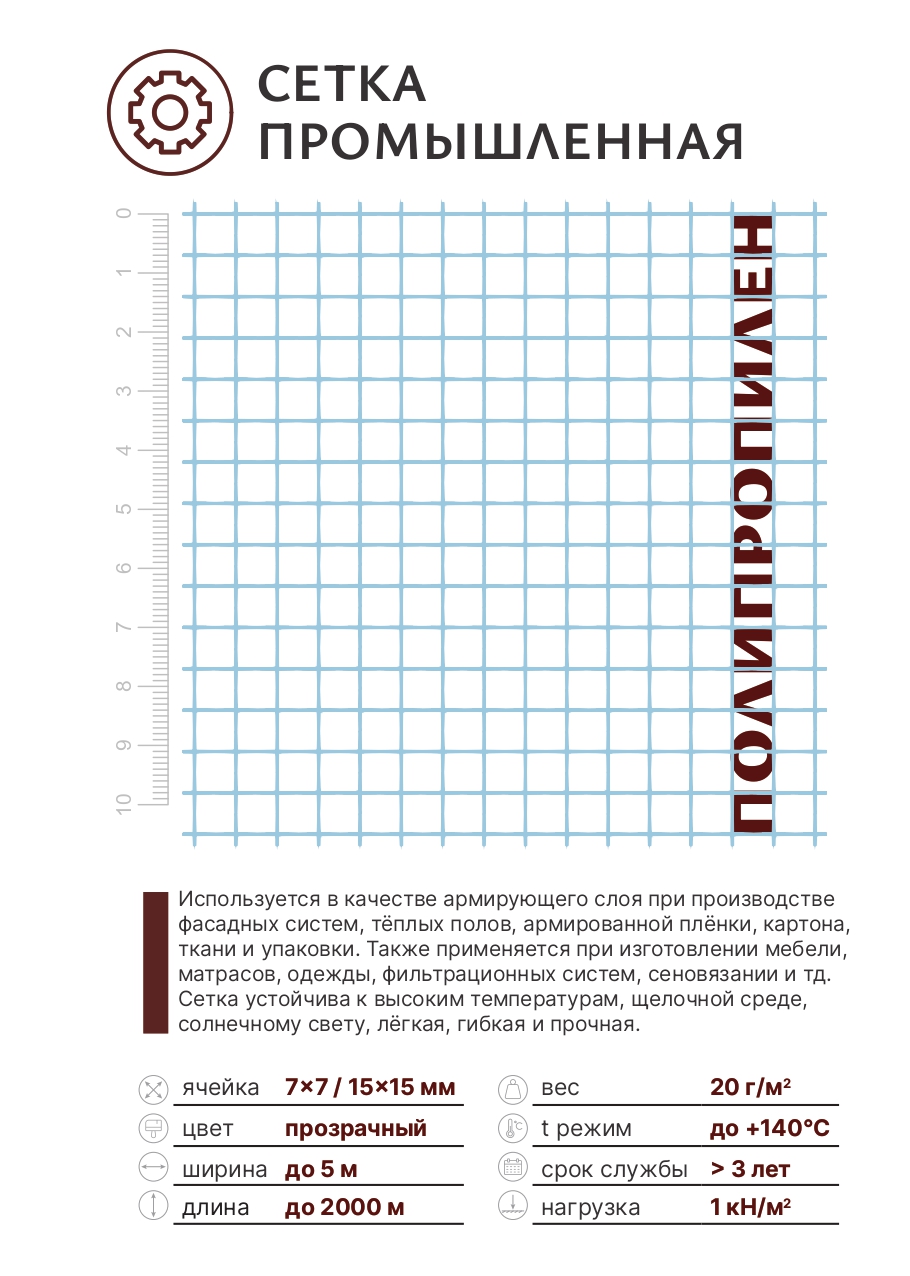 СЕТКА
ПРОМЫШЛЕННАЯ
0
1
2
3
4
5
6
7
8
9
10
ПОЛИПРОПИЛЕН
Используется в качестве армирующего слоя при производстве
фасадных систем, тёплых полов, армированной плёнки, картона,
ткани и упаковки. Также применяется при изготовлении мебели,
матрасов, одежды, фильтрационных систем, сеновязании и тд.
Сетка устойчива к высоким температурам, щелочной среде,
солнечному свету, лёгкая, гибкая и прочная.
ячейка 7×7 / 15×15 мм
цвет прозрачный
ширина до 5 м
длина до 2000 м
вес 20 г/м²
°C t режим до +140°C
срок службы > 3 лет
нагрузка 1 кН/м²